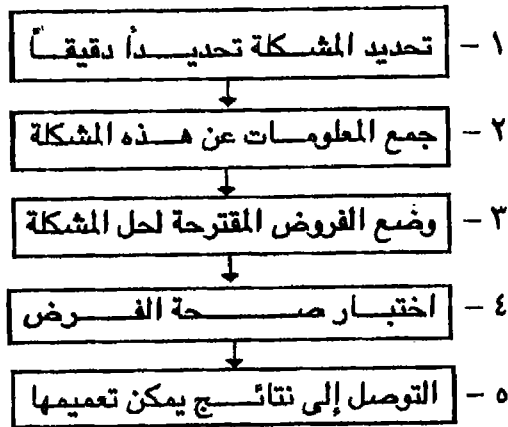 ١ - تحديد المشكلة تحديداً دقيقاً
٢ - جمع المعلومات عن هذه المشكلة
٣ - وضع الفروض المقترحة لحل المشكلة
٤ - اختبار صحة الفرض
٥ - التوصل إلى نتائج يمكن تعميمها